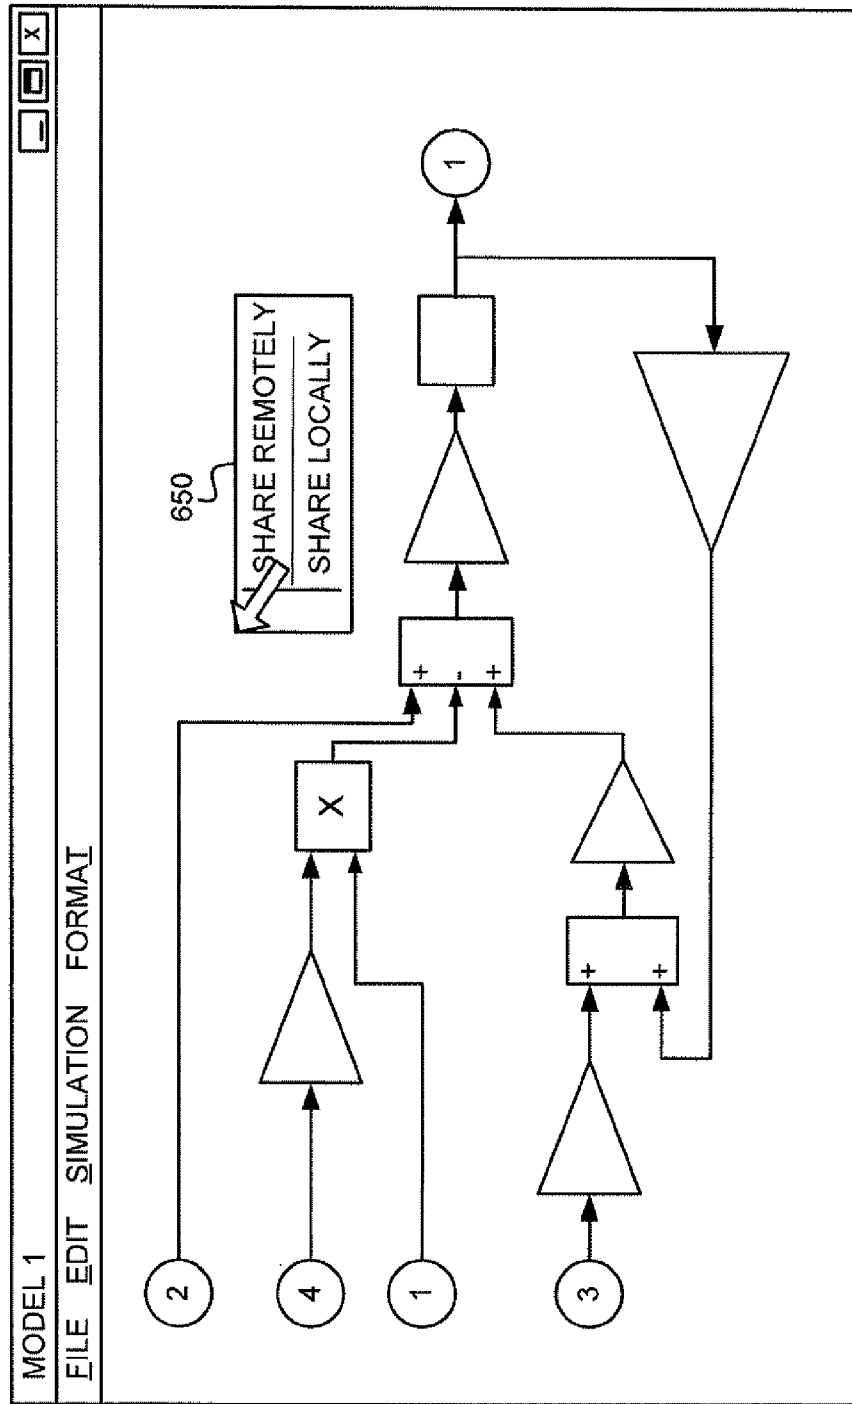 MODEL 1
_ X
FILE EDIT SIMULATION FORMAT
650
SHARE REMOTELY
SHARE LOCALLY
2
+
1
X
-
4
+
1
+
3
+